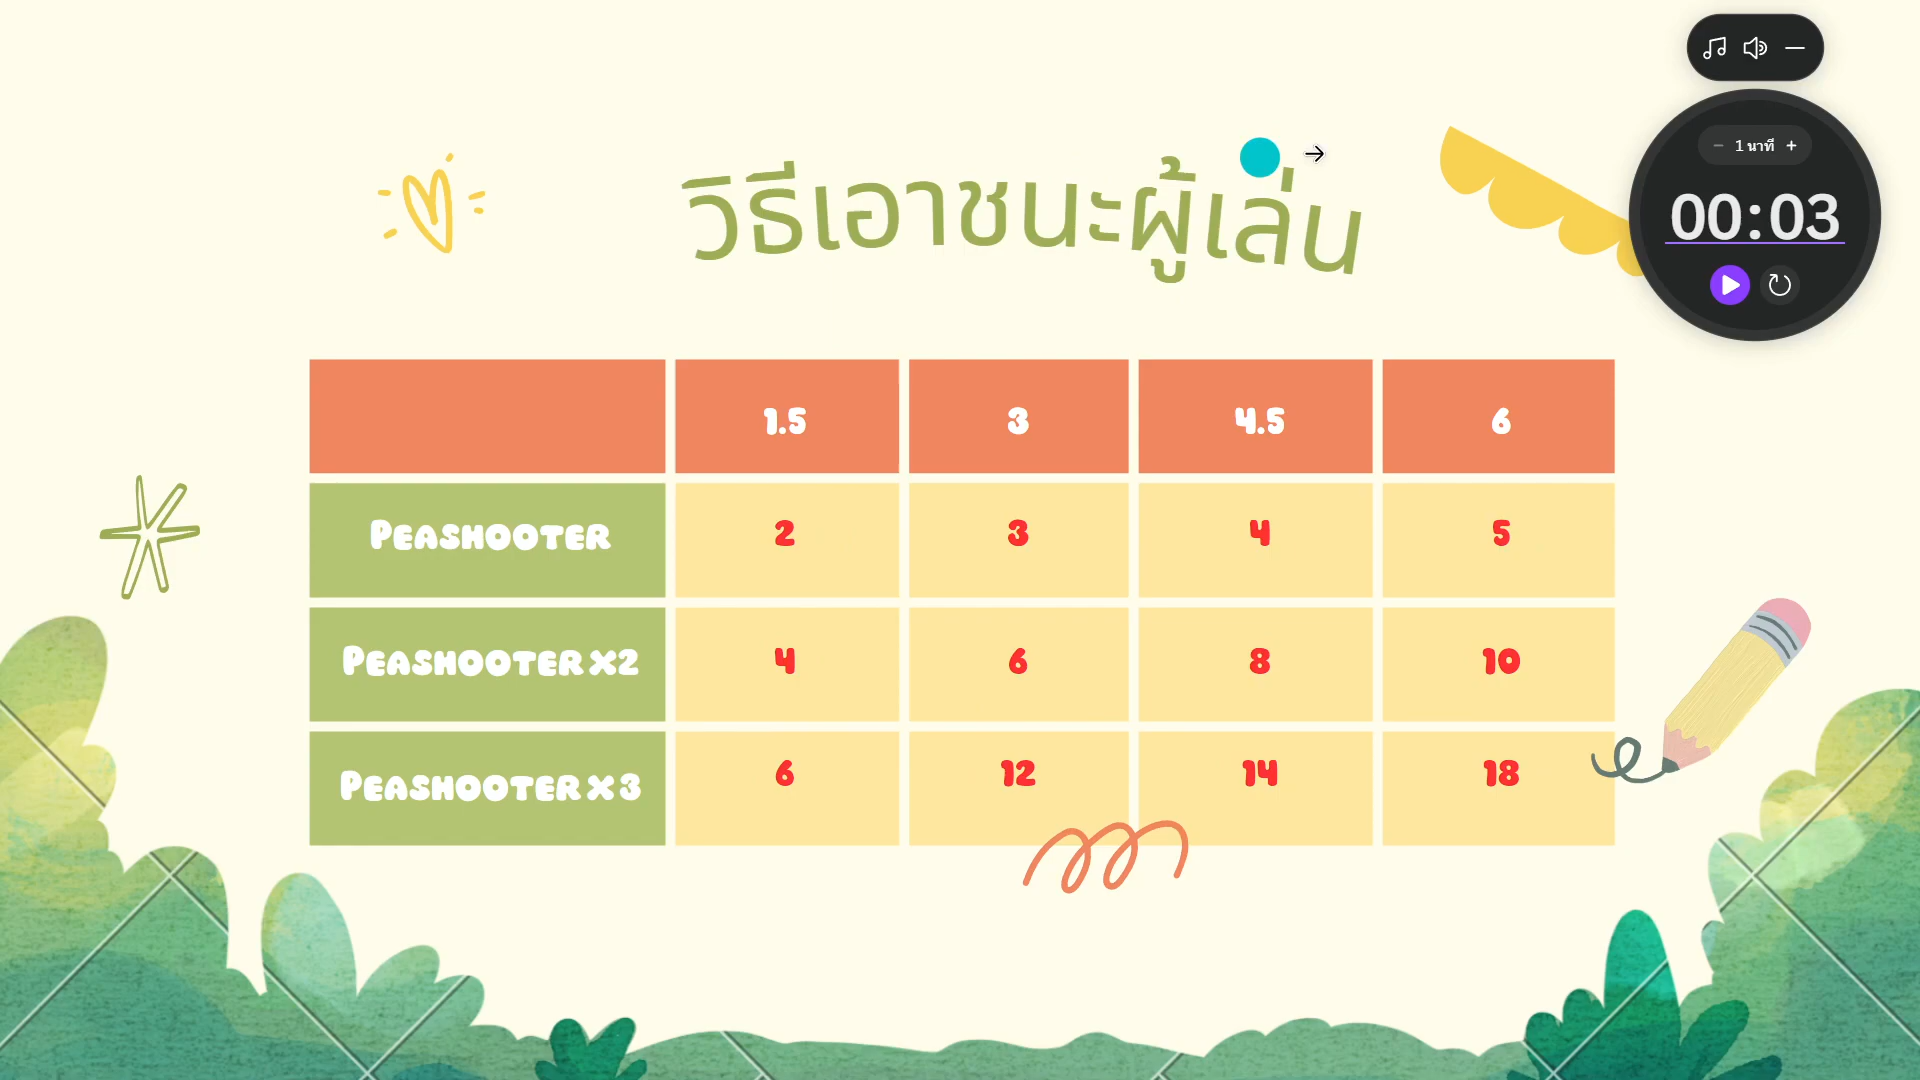 1 นาที
00:03
วิธีเอาชนะผู้เล่น
1.5 3 4.5 6
PEASHOOTER 2 3 4 5
PEASHOOTER X2 4 6 8 10
PEASHOOTER X3 6 12 14 18